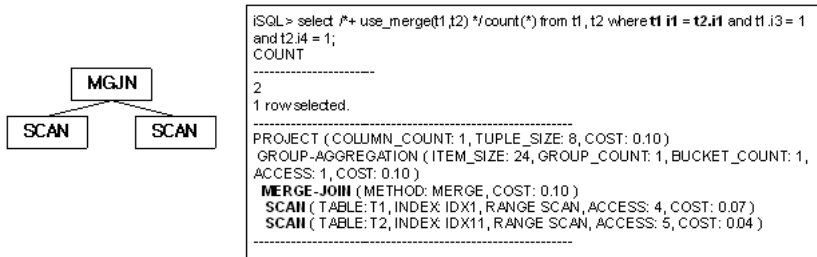 MGJN
SCAN SCAN
iSQL> select /*+ use_merge(t1,t2) */count(*) from t1, t2 where t1 i1 = t2.i1 and t1.i3 = 1
and t2.i4 = 1;
COUNT
-----------------------
2
1 row selected.
------------------------------------------------------------
PROJECT ( COLUMN_COUNT: 1, TUPLE_SIZE: 8, COST: 0.10 )
GROUP-AGGREGATION ( ITEM_SIZE: 24, GROUP_COUNT: 1, BUCKET_COUNT: 1,
ACCESS: 1, COST: 0.10 )
MERGE-JOIN ( METHOD: MERGE, COST: 0.10 )
SCAN ( TABLE: T1, INDEX: IDX1, RANGE SCAN, ACCESS: 4, COST: 0.07 )
SCAN ( TABLE: T2, INDEX: IDX11, RANGE SCAN, ACCESS: 5, COST: 0.04 )
------------------------------------------------------------